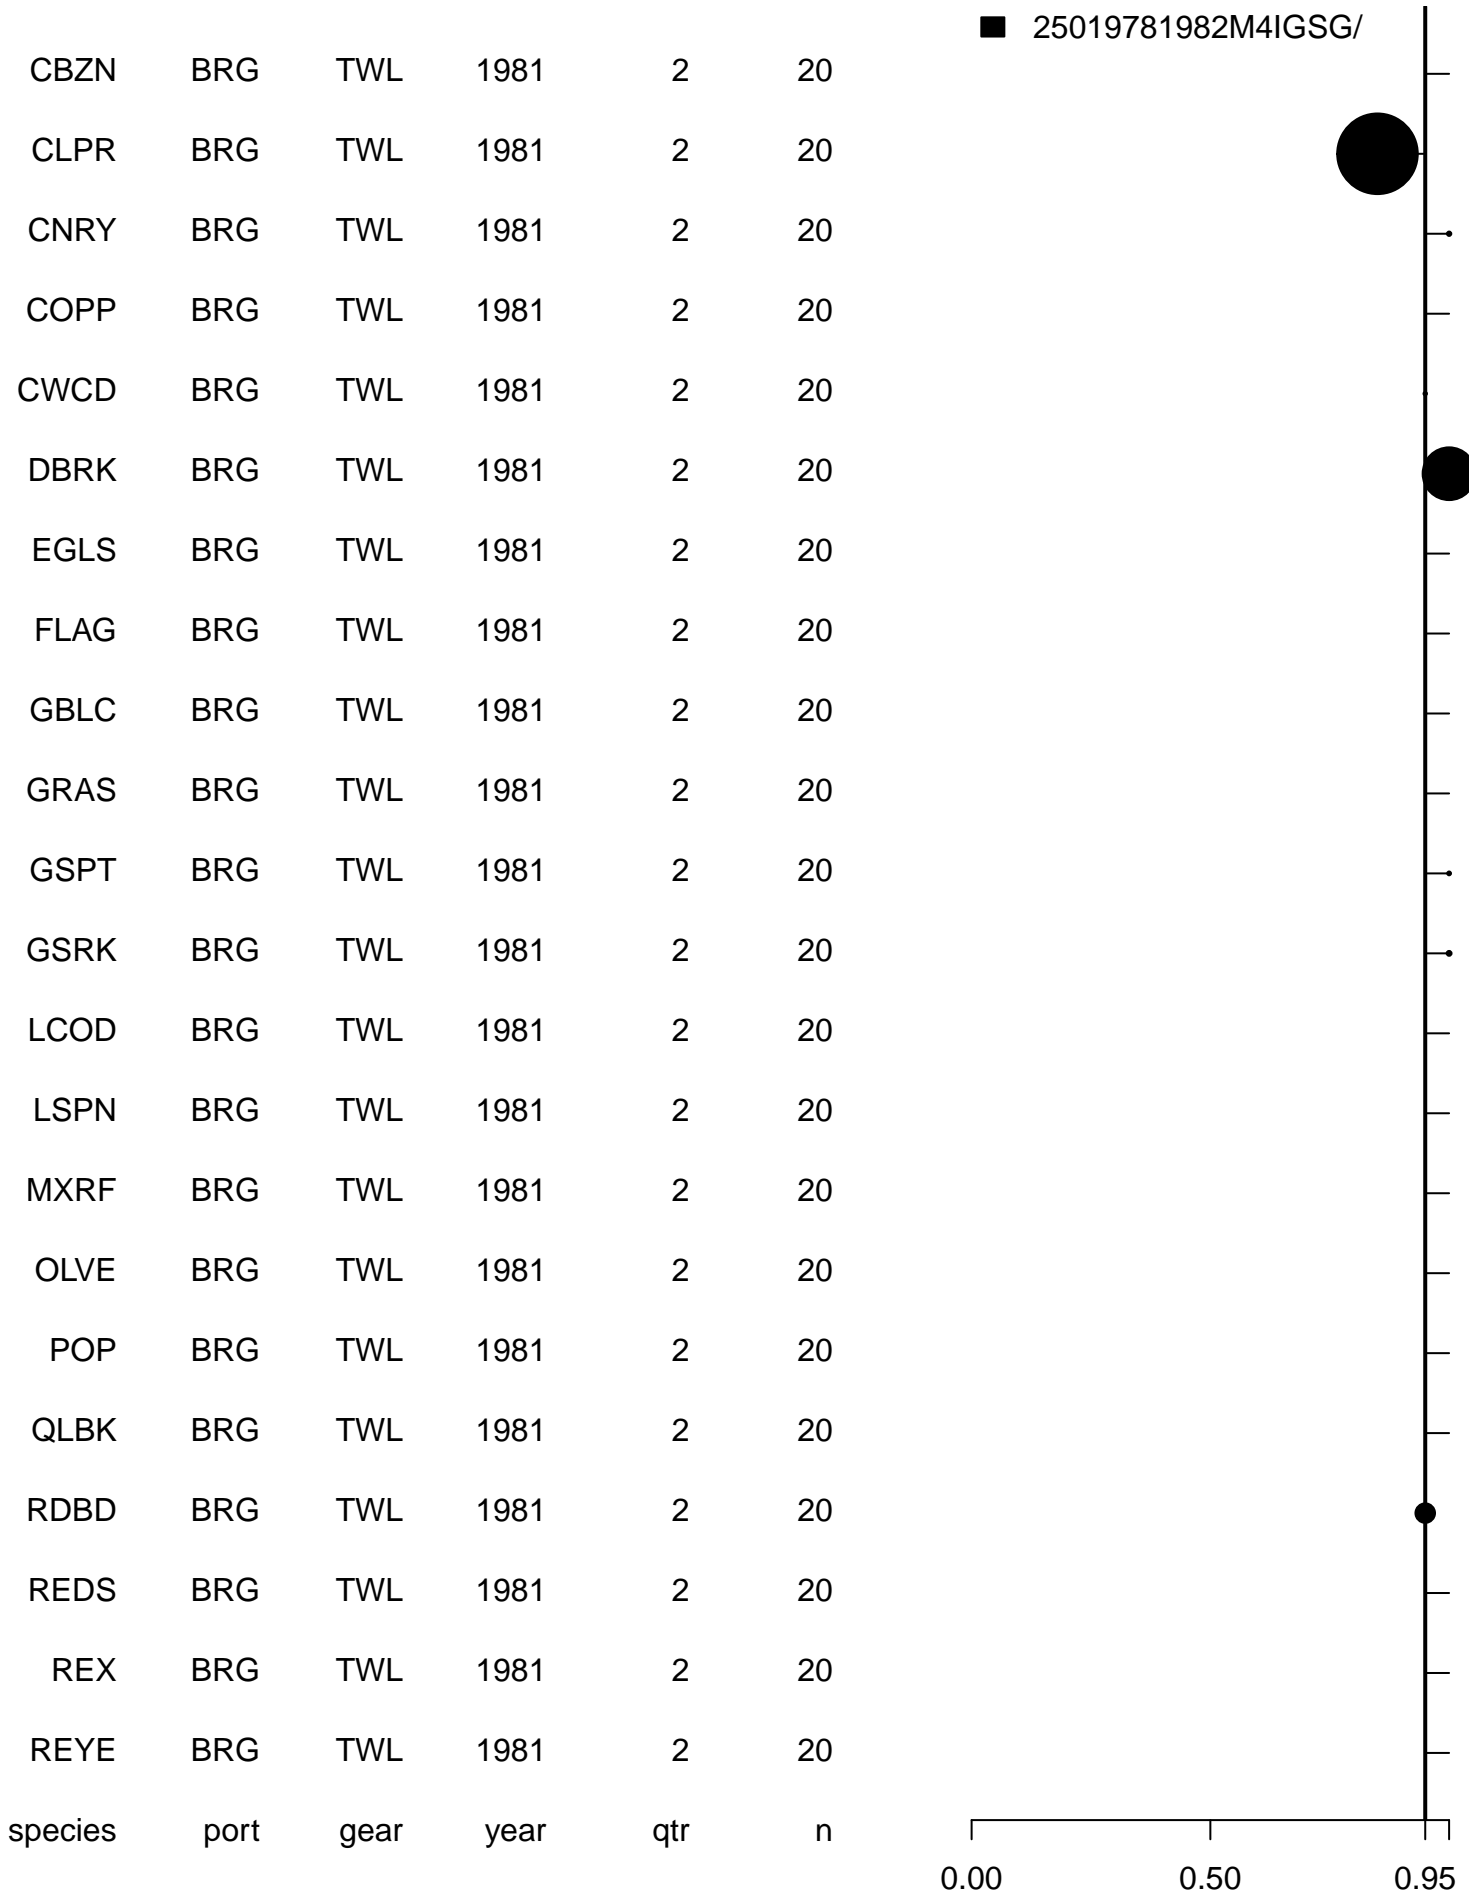 25019781982M4IGSG/
CBZN BRG TWL 1981 2 20
CLPR BRG TWL 1981 2 20
CNRY BRG TWL 1981 2 20
COPP BRG TWL 1981 2 20
CWCD BRG TWL 1981 2 20
DBRK BRG TWL 1981 2 20
EGLS BRG TWL 1981 2 20
FLAG BRG TWL 1981 2 20
GBLC BRG TWL 1981 2 20
GRAS BRG TWL 1981 2 20
GSPT BRG TWL 1981 2 20
GSRK BRG TWL 1981 2 20
LCOD BRG TWL 1981 2 20
LSPN BRG TWL 1981 2 20
MXRF BRG TWL 1981 2 20
OLVE BRG TWL 1981 2 20
POP BRG TWL 1981 2 20
QLBK BRG TWL 1981 2 20
RDBD BRG TWL 1981 2 20
REDS BRG TWL 1981 2 20
REX BRG TWL 1981 2 20
REYE BRG TWL 1981 2 20
species port gear year qtr n
0.00 0.50 0.95